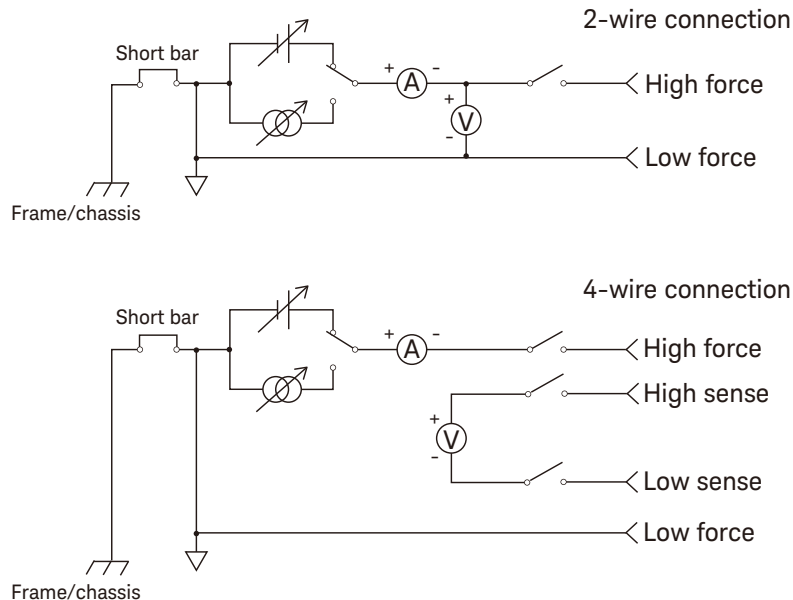 2-wire connection
Short bar
+ A -
High force
+
V
-
Low force
Frame/chassis
4-wire connection
Short bar
+ A -
High force
High sense
+
V
-
Low sense
Low force
Frame/chassis